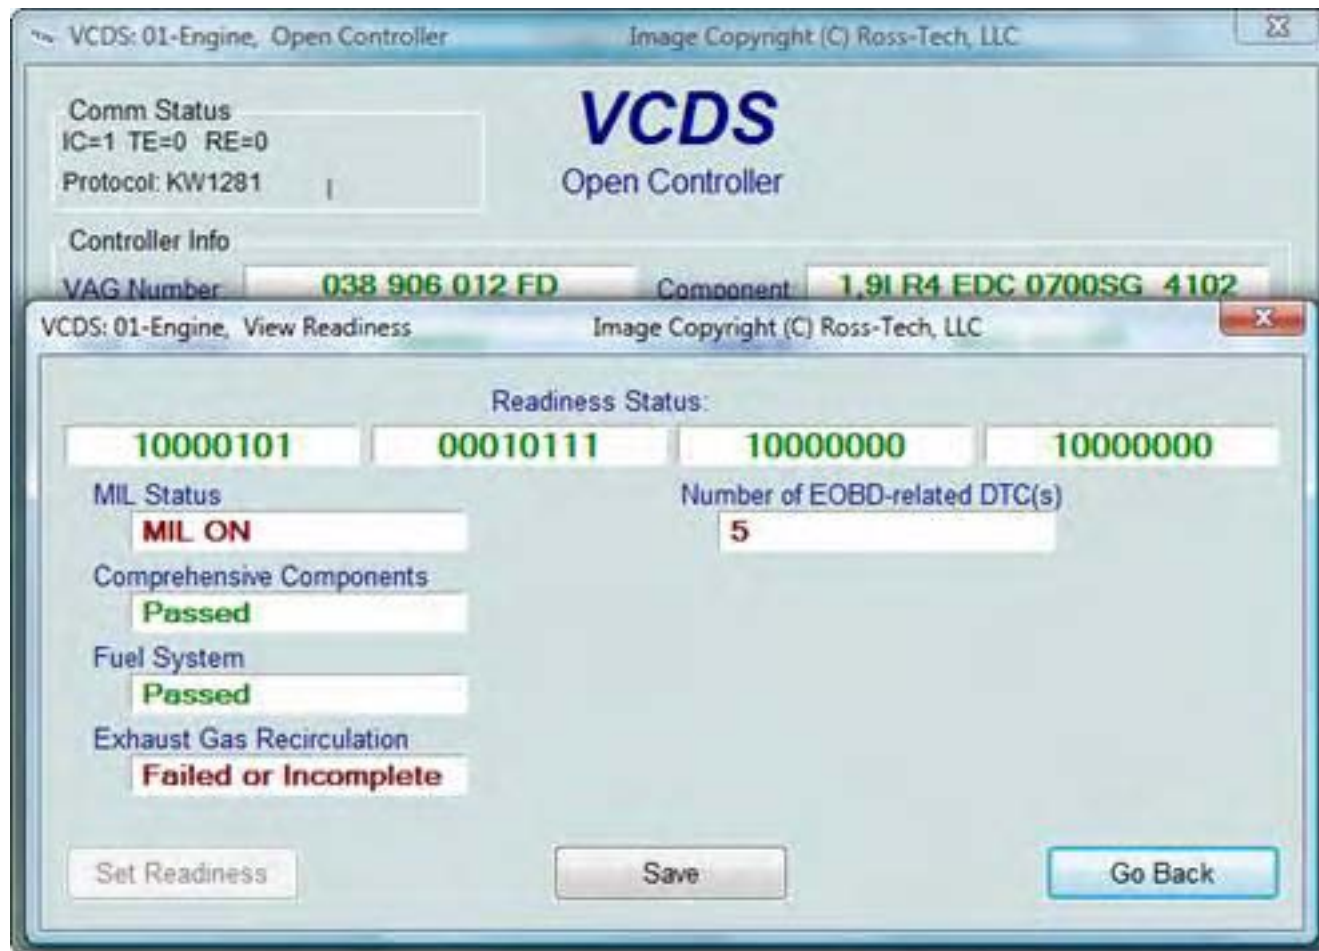 VCDS: 01-Engine, Open Controller Image Copyright (C) Ross-Tech, LLC
Comm Status
IC=1 TE=0 RE=0
Protocol: KW1281
VCDS
Open Controller
Controller Info
VAG Number: 038 906 012 FD Component: 1,9l R4 EDC 0700SG 4102
VCDS: 01-Engine, View Readiness Image Copyright (C) Ross-Tech, LLC
Readiness Status:
10000101 00010111 10000000 10000000
MIL Status Number of EOBD-related DTC(s)
MIL ON 5
Comprehensive Components
Passed
Fuel System
Passed
Exhaust Gas Recirculation
Failed or Incomplete
Set Readiness Save Go Back